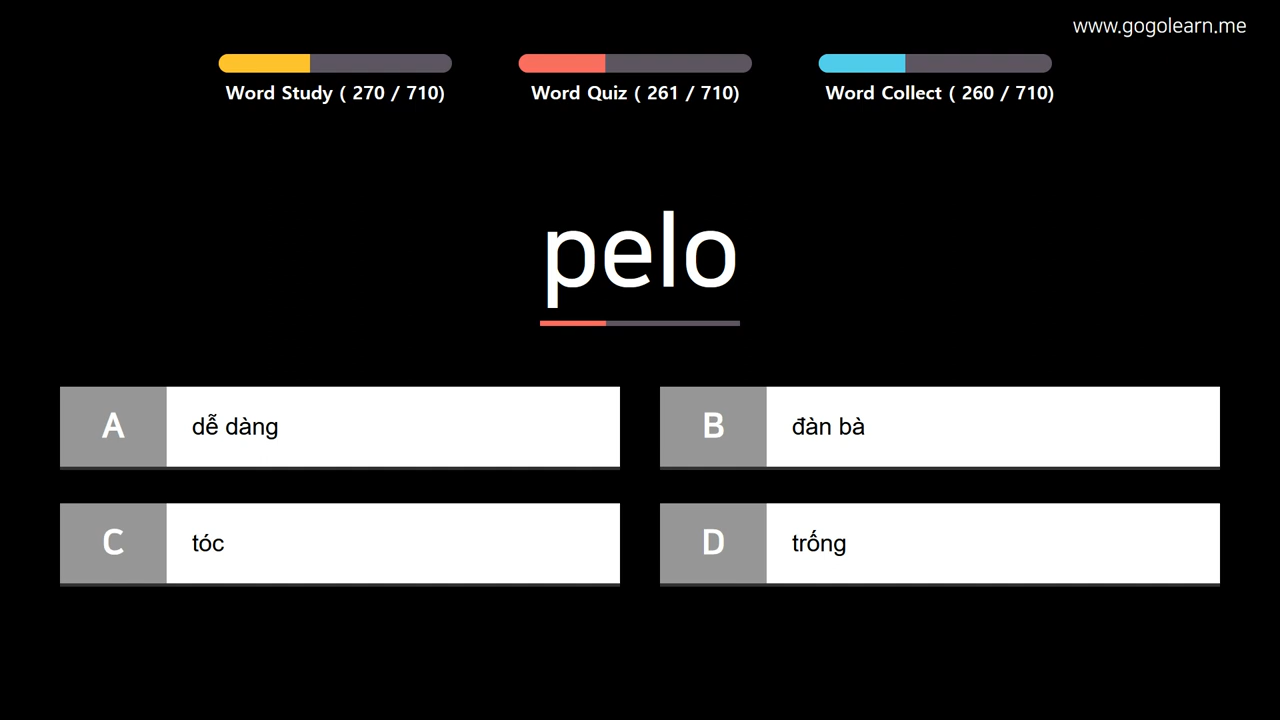 www.gogolearn.me
Word Study ( 270 / 710)
Word Quiz ( 261 / 710)
Word Collect ( 260 / 710)
pelo
A dễ dàng
B đàn bà
C tóc
D trống